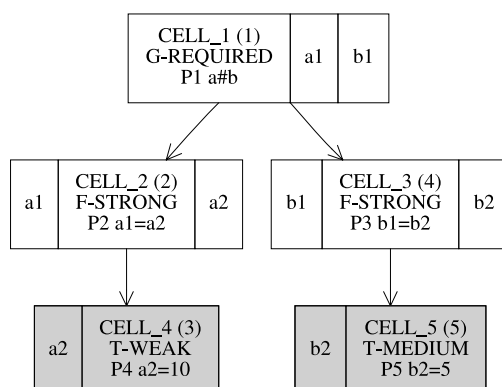 CELL_1 (1)
G-REQUIRED
P1 a#b
a1
b1
a1
CELL_2 (2)
F-STRONG
P2 a1=a2
a2
b1
CELL_3 (4)
F-STRONG
P3 b1=b2
b2
a2
CELL_4 (3)
T-WEAK
P4 a2=10
b2
CELL_5 (5)
T-MEDIUM
P5 b2=5